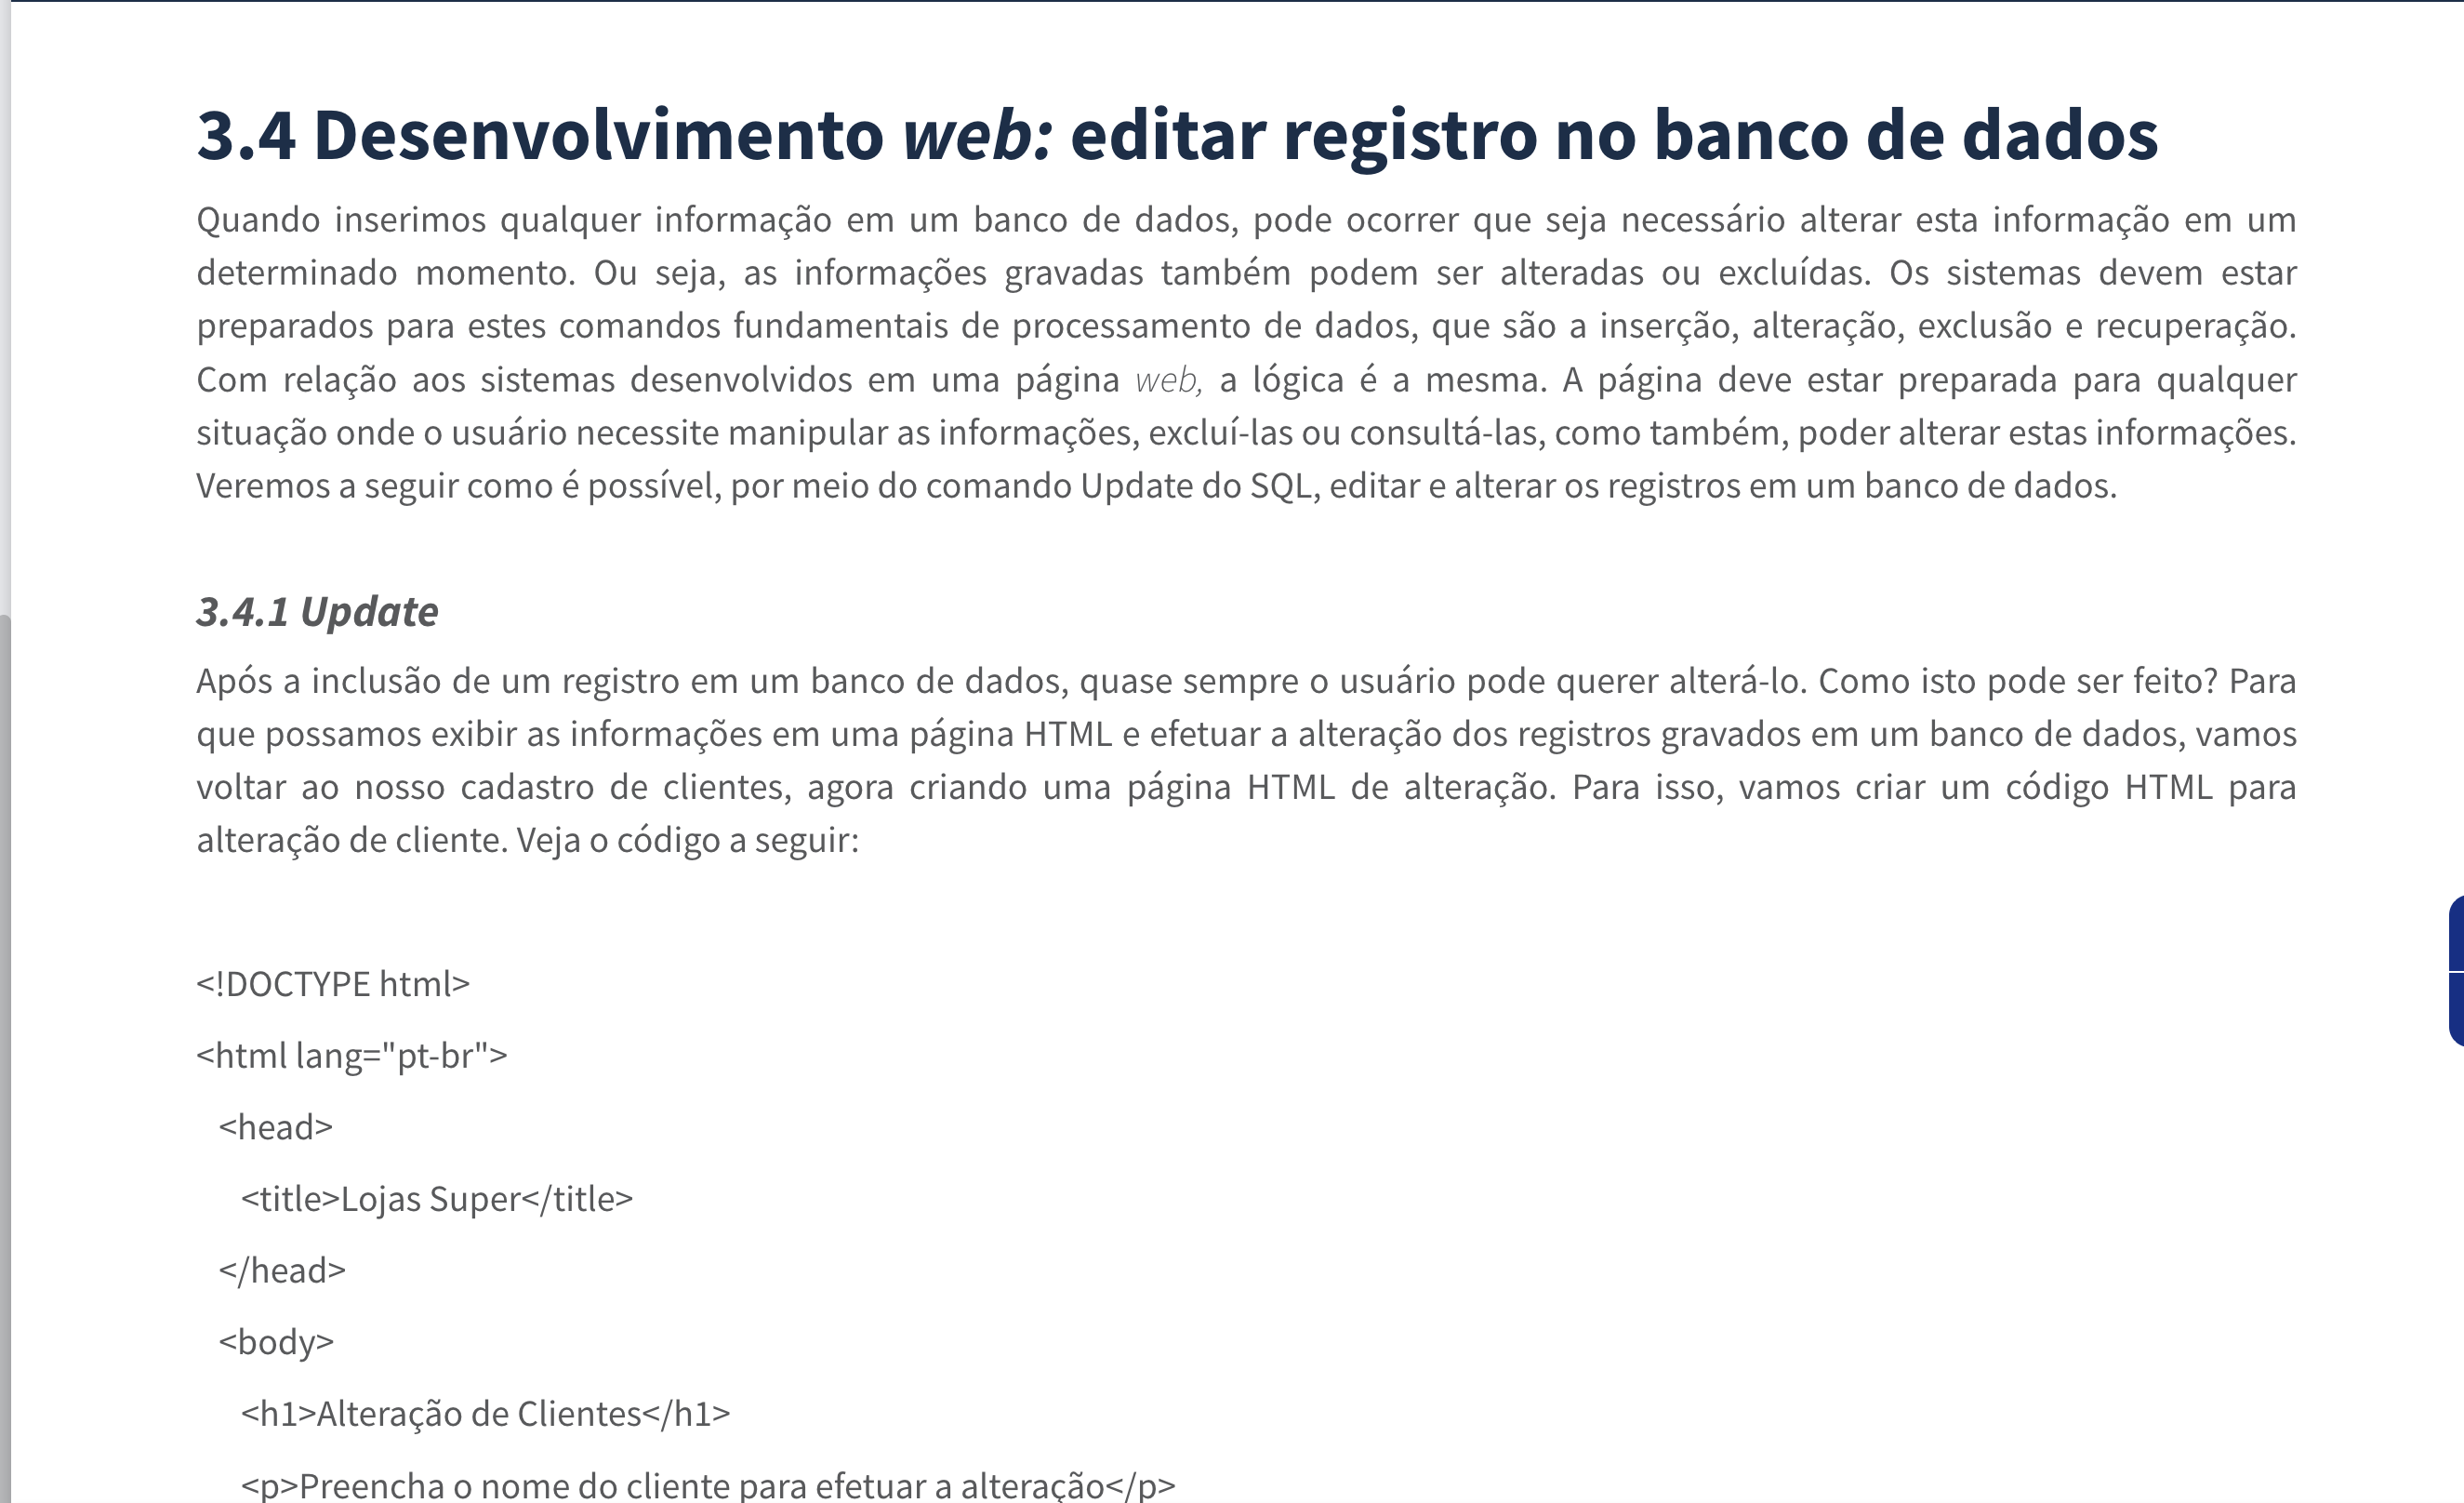 3.4 Desenvolvimento web: editar registro no banco de dados
Quando inserimos qualquer informação em um banco de dados, pode ocorrer que seja necessário alterar esta informação em um
determinado momento. Ou seja, as informações gravadas também podem ser alteradas ou excluídas. Os sistemas devem estar
preparados para estes comandos fundamentais de processamento de dados, que são a inserção, alteração, exclusão e recuperação.
Com relação aos sistemas desenvolvidos em uma página web, a lógica é a mesma. A página deve estar preparada para qualquer
situação onde o usuário necessite manipular as informações, excluí-las ou consultá-las, como também, poder alterar estas informações.
Veremos a seguir como é possível, por meio do comando Update do SQL, editar e alterar os registros em um banco de dados.
3.4.1 Update
Após a inclusão de um registro em um banco de dados, quase sempre o usuário pode querer alterá-lo. Como isto pode ser feito? Para
que possamos exibir as informações em uma página HTML e efetuar a alteração dos registros gravados em um banco de dados, vamos
voltar ao nosso cadastro de clientes, agora criando uma página HTML de alteração. Para isso, vamos criar um código HTML para
alteração de cliente. Veja o código a seguir:
<!DOCTYPE html>
<html lang="pt-br">
<head>
<title>Lojas Super</title>
</head>
<body>
<h1>Alteração de Clientes</h1>
<p>Preencha o nome do cliente para efetuar a alteração</p>